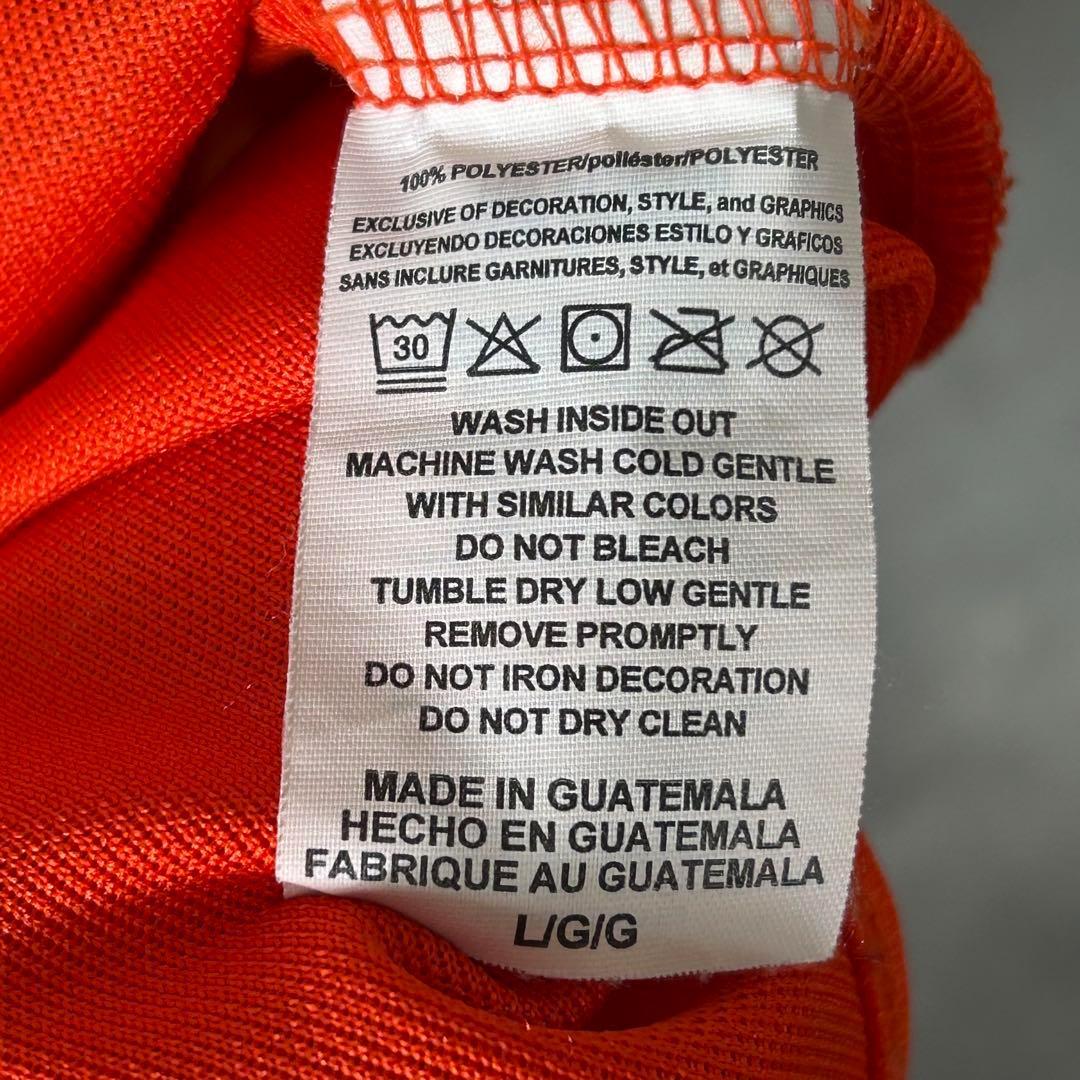 100% POLYESTER/poliéster/POLYESTER
EXCLUSIVE OF DECORATION, STYLE, and GRAPHICS
EXCLUYENDO DECORACIONES ESTILO Y GRAFICOS
SANS INCLURE GARNITURES, STYLE, et GRAPHIQUES
30
WASH INSIDE OUT
MACHINE WASH COLD GENTLE
WITH SIMILAR COLORS
DO NOT BLEACH
TUMBLE DRY LOW GENTLE
REMOVE PROMPTLY
DO NOT IRON DECORATION
DO NOT DRY CLEAN
MADE IN GUATEMALA
HECHO EN GUATEMALA
FABRIQUE AU GUATEMALA
L/G/G